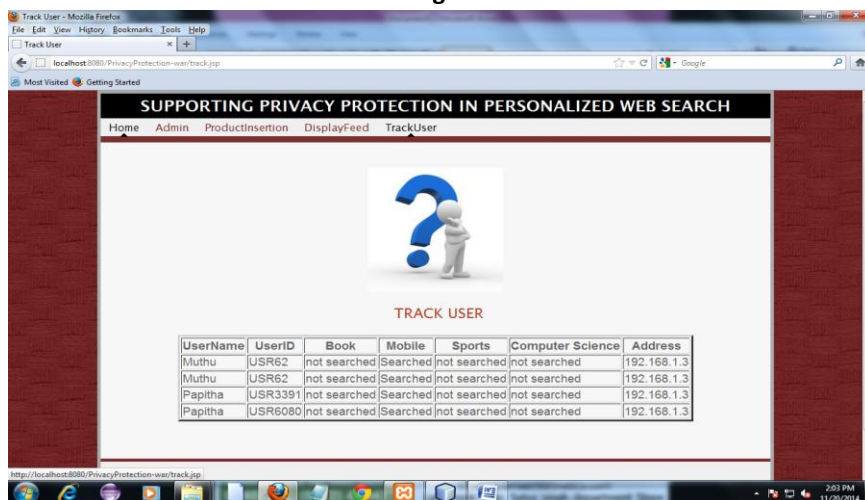 Track User - Mozilla Firefox
File Edit View History Bookmarks Tools Help
Track User × +
localhost:8080/PrivacyProtection-war/track.jsp
Google
Most Visited Getting Started
SUPPORTING PRIVACY PROTECTION IN PERSONALIZED WEB SEARCH
Home Admin ProductInsertion DisplayFeed TrackUser
TRACK USER
UserName UserID Book Mobile Sports Computer Science Address
Muthu USR62 not searched Searched not searched not searched 192.168.1.3
Muthu USR62 not searched Searched not searched not searched 192.168.1.3
Papitha USR3391 not searched Searched not searched not searched 192.168.1.3
Papitha USR6080 not searched Searched not searched not searched 192.168.1.3
http://localhost:8080/PrivacyProtection-war/track.jsp
2:03 PM
11/20/2014